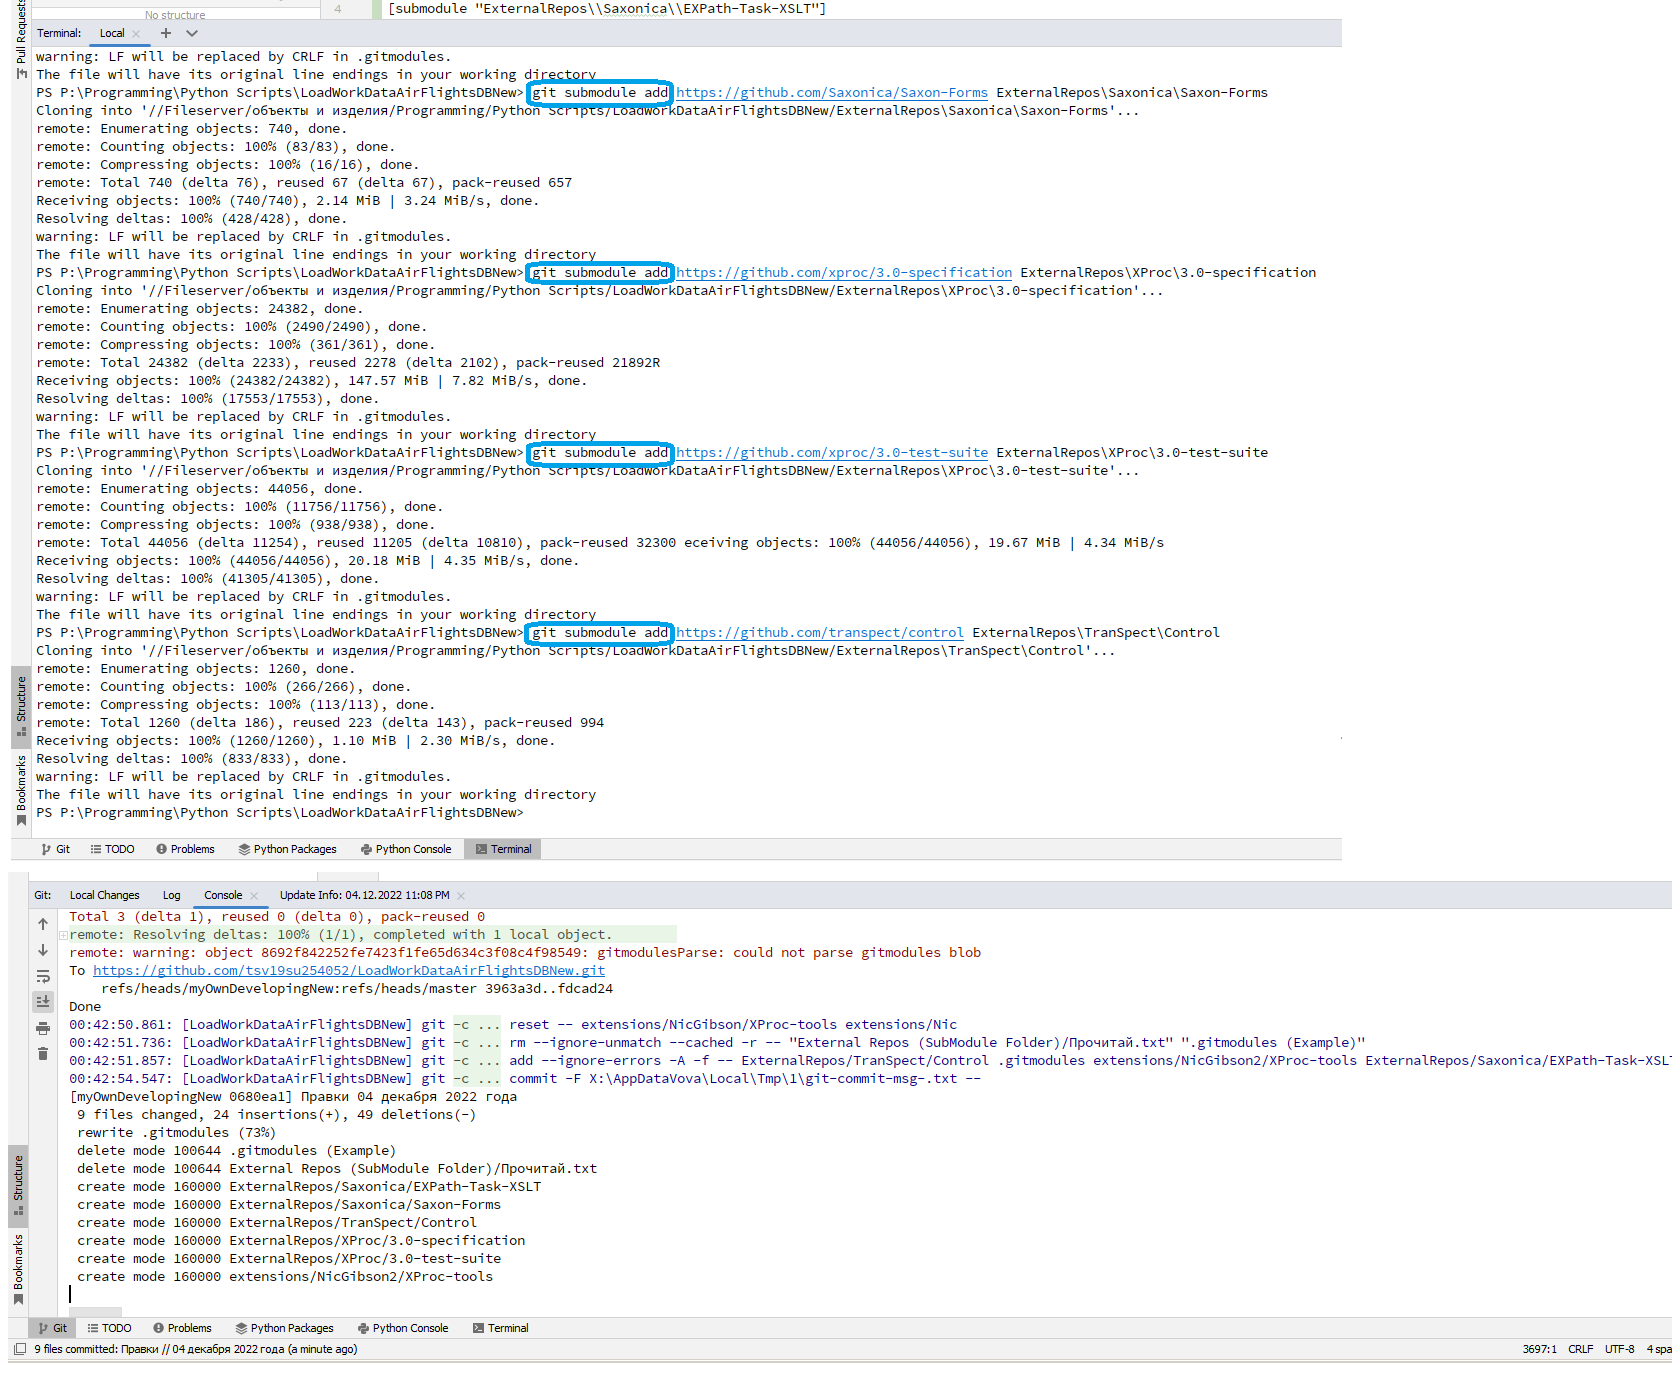 Pull Requests
No structure
4 [submodule "ExternalRepos\\Saxonica\\EXPath-Task-XSLT"]
Terminal: Local × +
warning: LF will be replaced by CRLF in .gitmodules.
The file will have its original line endings in your working directory
PS P:\Programming\Python Scripts\LoadWorkDataAirFlightsDBNew> git submodule add https://github.com/Saxonica/Saxon-Forms ExternalRepos\Saxonica\Saxon-Forms
Cloning into '//Fileserver/объекты и изделия/Programming/Python Scripts/LoadWorkDataAirFlightsDBNew/ExternalRepos\Saxonica\Saxon-Forms'...
remote: Enumerating objects: 740, done.
remote: Counting objects: 100% (83/83), done.
remote: Compressing objects: 100% (16/16), done.
remote: Total 740 (delta 76), reused 67 (delta 67), pack-reused 657
Receiving objects: 100% (740/740), 2.14 MiB | 3.24 MiB/s, done.
Resolving deltas: 100% (428/428), done.
warning: LF will be replaced by CRLF in .gitmodules.
The file will have its original line endings in your working directory
PS P:\Programming\Python Scripts\LoadWorkDataAirFlightsDBNew> git submodule add https://github.com/xproc/3.0-specification ExternalRepos\XProc\3.0-specification
Cloning into '//Fileserver/объекты и изделия/Programming/Python Scripts/LoadWorkDataAirFlightsDBNew/ExternalRepos\XProc\3.0-specification'...
remote: Enumerating objects: 24382, done.
remote: Counting objects: 100% (2490/2490), done.
remote: Compressing objects: 100% (361/361), done.
remote: Total 24382 (delta 2233), reused 2278 (delta 2102), pack-reused 21892R
Receiving objects: 100% (24382/24382), 147.57 MiB | 7.82 MiB/s, done.
Resolving deltas: 100% (17553/17553), done.
warning: LF will be replaced by CRLF in .gitmodules.
The file will have its original line endings in your working directory
PS P:\Programming\Python Scripts\LoadWorkDataAirFlightsDBNew> git submodule add https://github.com/xproc/3.0-test-suite ExternalRepos\XProc\3.0-test-suite
Cloning into '//Fileserver/объекты и изделия/Programming/Python Scripts/LoadWorkDataAirFlightsDBNew/ExternalRepos\XProc\3.0-test-suite'...
remote: Enumerating objects: 44056, done.
remote: Counting objects: 100% (11756/11756), done.
remote: Compressing objects: 100% (938/938), done.
remote: Total 44056 (delta 11254), reused 11205 (delta 10810), pack-reused 32300 eceiving objects: 100% (44056/44056), 19.67 MiB | 4.34 MiB/s
Receiving objects: 100% (44056/44056), 20.18 MiB | 4.35 MiB/s, done.
Resolving deltas: 100% (41305/41305), done.
warning: LF will be replaced by CRLF in .gitmodules.
The file will have its original line endings in your working directory
PS P:\Programming\Python Scripts\LoadWorkDataAirFlightsDBNew> git submodule add https://github.com/transpect/control ExternalRepos\TranSpect\Control
Cloning into '//Fileserver/объекты и изделия/Programming/Python Scripts/LoadWorkDataAirFlightsDBNew/ExternalRepos\TranSpect\Control'...
remote: Enumerating objects: 1260, done.
remote: Counting objects: 100% (266/266), done.
remote: Compressing objects: 100% (113/113), done.
remote: Total 1260 (delta 186), reused 223 (delta 143), pack-reused 994
Receiving objects: 100% (1260/1260), 1.10 MiB | 2.30 MiB/s, done.
Resolving deltas: 100% (833/833), done.
warning: LF will be replaced by CRLF in .gitmodules.
The file will have its original line endings in your working directory
PS P:\Programming\Python Scripts\LoadWorkDataAirFlightsDBNew>
Structure
Bookmarks
Git TODO Problems Python Packages Python Console Terminal
Git: Local Changes Log Console × Update Info: 04.12.2022 11:08 PM ×
Total 3 (delta 1), reused 0 (delta 0), pack-reused 0
remote: Resolving deltas: 100% (1/1), completed with 1 local object.
remote: warning: object 8692f842252fe7423f1fe65d634c3f08c4f98549: gitmodulesParse: could not parse gitmodules blob
To https://github.com/tsv19su254052/LoadWorkDataAirFlightsDBNew.git
refs/heads/myOwnDevelopingNew:refs/heads/master 3963a3d..fdcad24
Done
00:42:50.861: [LoadWorkDataAirFlightsDBNew] git -c ... reset -- extensions/NicGibson/XProc-tools extensions/Nic
00:42:51.736: [LoadWorkDataAirFlightsDBNew] git -c ... rm --ignore-unmatch --cached -r -- "External Repos (SubModule Folder)/Прочитай.txt" ".gitmodules (Example)"
00:42:51.857: [LoadWorkDataAirFlightsDBNew] git -c ... add --ignore-errors -A -f -- ExternalRepos/TranSpect/Control .gitmodules extensions/NicGibson2/XProc-tools ExternalRepos/Saxonica/EXPath-Task-XSLT
00:42:54.547: [LoadWorkDataAirFlightsDBNew] git -c ... commit -F X:\AppDataVova\Local\Tmp\1\git-commit-msg-.txt --
[myOwnDevelopingNew 0680ea1] Правки 04 декабря 2022 года
9 files changed, 24 insertions(+), 49 deletions(-)
rewrite .gitmodules (73%)
delete mode 100644 .gitmodules (Example)
delete mode 100644 External Repos (SubModule Folder)/Прочитай.txt
create mode 160000 ExternalRepos/Saxonica/EXPath-Task-XSLT
create mode 160000 ExternalRepos/Saxonica/Saxon-Forms
create mode 160000 ExternalRepos/TranSpect/Control
create mode 160000 ExternalRepos/XProc/3.0-specification
create mode 160000 ExternalRepos/XProc/3.0-test-suite
create mode 160000 extensions/NicGibson2/XProc-tools
Structure
Bookmarks
Git TODO Problems Python Packages Python Console Terminal
9 files committed: Правки // 04 декабря 2022 года (a minute ago) 3697:1 CRLF UTF-8 4 spa